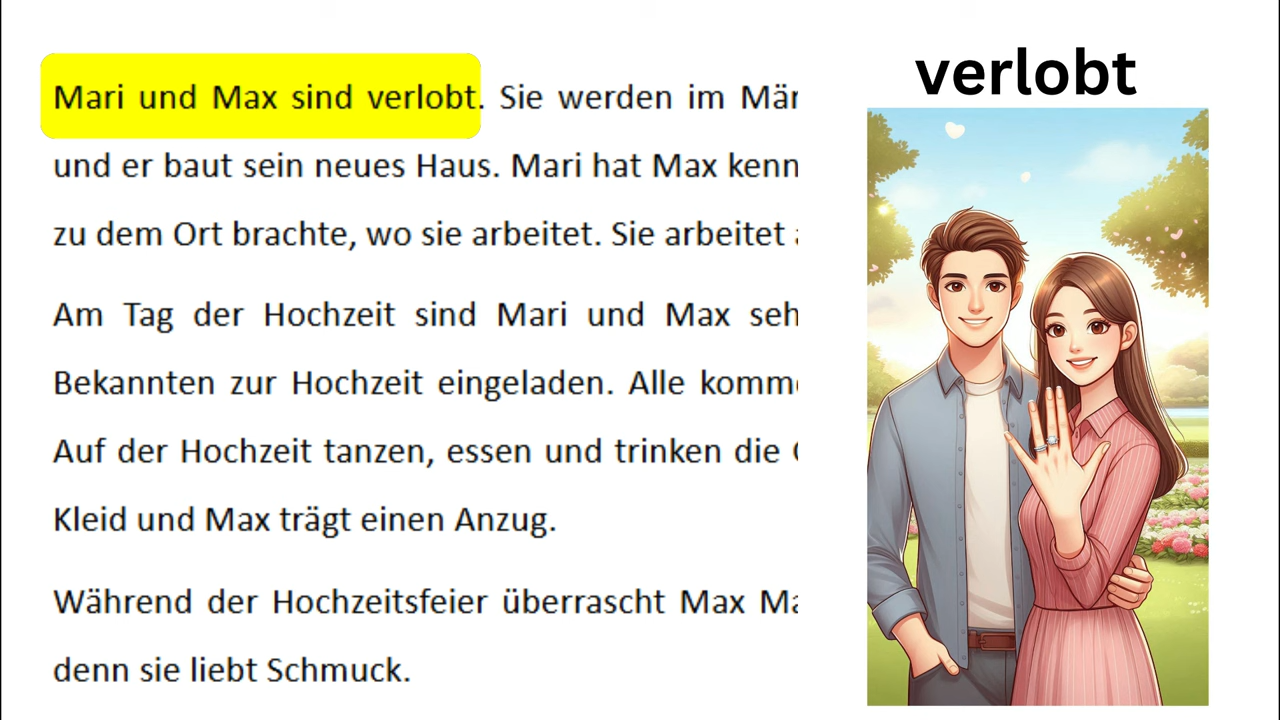 Mari und Max sind verlobt. Sie werden im
und er baut sein neues Haus. Mari hat Max
zu dem Ort brachte, wo sie arbeitet. Sie arbeitet
Am Tag der Hochzeit sind Mari und Max
Bekannten zur Hochzeit eingeladen. Alle
Auf der Hochzeit tanzen, essen und trinken die
Kleid und Max trägt einen Anzug.
Während der Hochzeitsfeier überrascht Max
denn sie liebt Schmuck.
verlobt